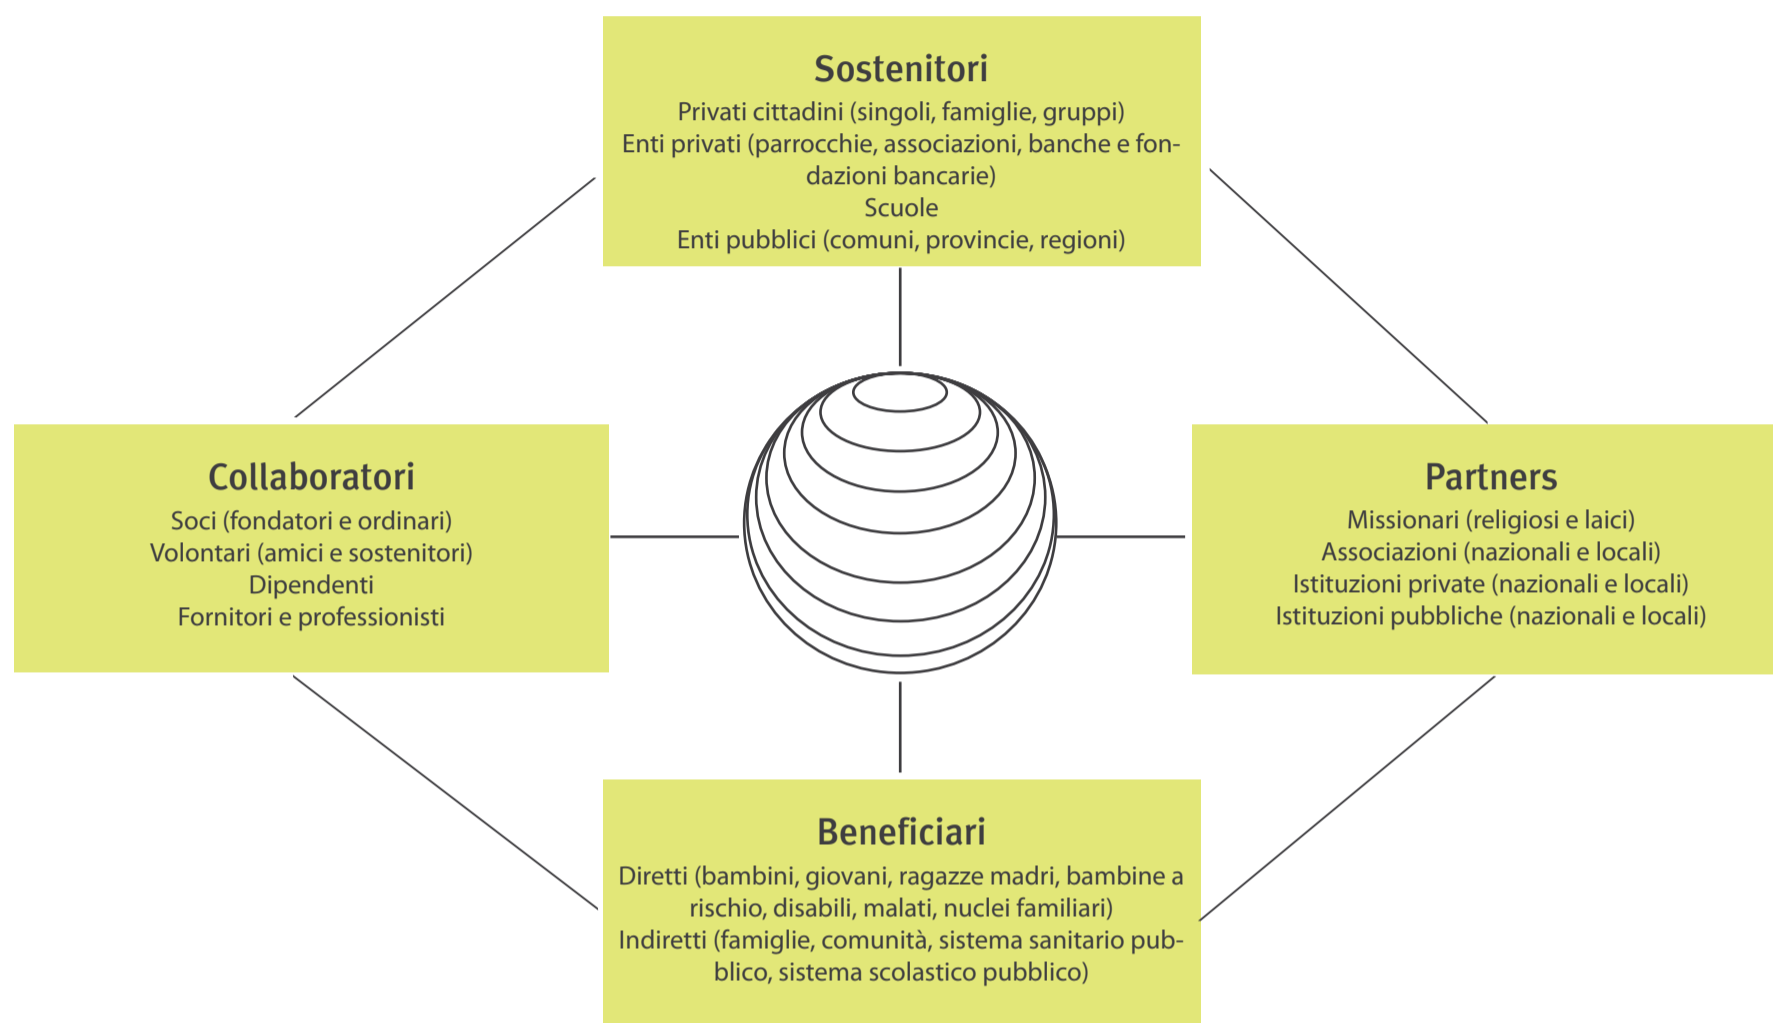 Sostenitori
Privati cittadini (singoli, famiglie, gruppi)
Enti privati (parrocchie, associazioni, banche e fon-
dazioni bancarie)
Scuole
Enti pubblici (comuni, provincie, regioni)
Collaboratori
Soci (fondatori e ordinari)
Volontari (amici e sostenitori)
Dipendenti
Fornitori e professionisti
Partners
Missionari (religiosi e laici)
Associazioni (nazionali e locali)
Istituzioni private (nazionali e locali)
Istituzioni pubbliche (nazionali e locali)
Beneficiari
Diretti (bambini, giovani, ragazze madri, bambine a
rischio, disabili, malati, nuclei familiari)
Indiretti (famiglie, comunità, sistema sanitario pub-
blico, sistema scolastico pubblico)